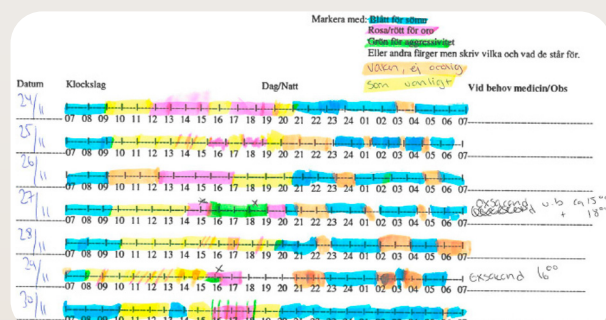 Markera med: Blått för sömn
Rosa/rött för oro
Grön för aggressivitet
Eller andra färger men skriv vilka och vad de står för.
vaken, ej orolig
som vanligt
Datum Klockslag Dag/Natt Vid behov medicin/Obs
24/11
07 08 09 10 11 12 13 14 15 16 17 18 19 20 21 22 23 24 01 02 03 04 05 06 07
25/11
07 08 09 10 11 12 13 14 15 16 17 18 19 20 21 22 23 24 01 02 03 04 05 06 07
26/11
07 08 09 10 11 12 13 14 15 16 17 18 19 20 21 22 23 24 01 02 03 04 05 06 07
27/11 v.b ca 15⁰⁰
+ 18⁰⁰
07 08 09 10 11 12 13 14 15 16 17 18 19 20 21 22 23 24 01 02 03 04 05 06 07
28/11
07 08 09 10 11 12 13 14 15 16 17 18 19 20 21 22 23 24 01 02 03 04 05 06 07
29/11 oxascand 16⁰⁰
07 08 09 10 11 12 13 14 15 16 17 18 19 20 21 22 23 24 01 02 03 04 05 06 07
30/11
07 08 09 10 11 12 13 14 15 16 17 18 19 20 21 22 23 24 01 02 03 04 05 06 07